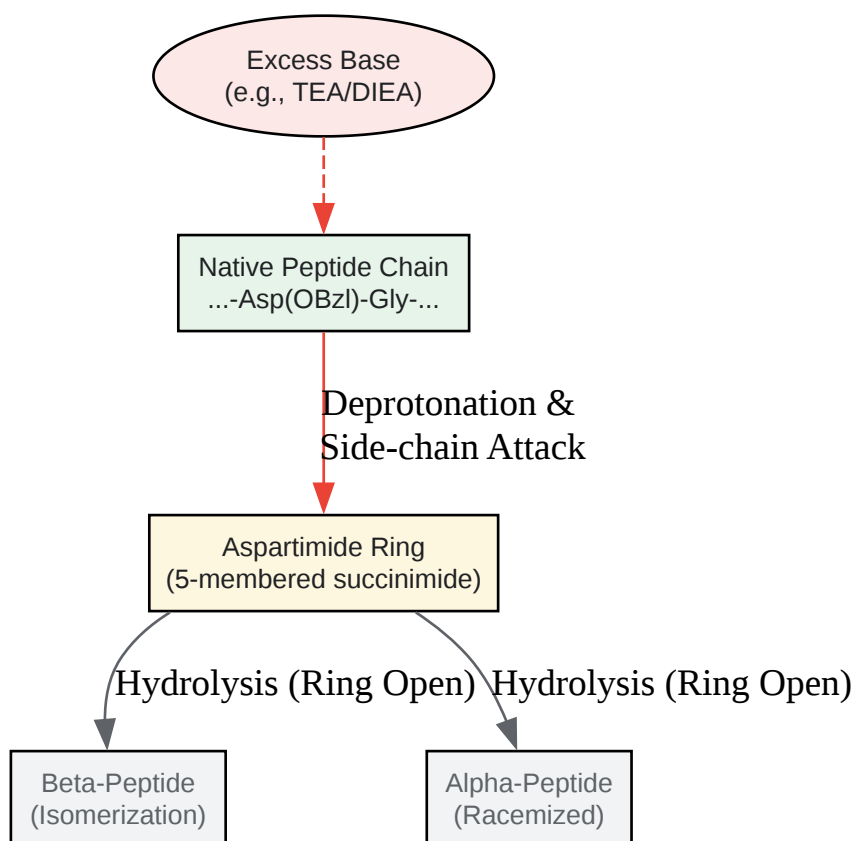 Excess Base
(e.g., TEA/DIEA)
Native Peptide Chain
...-Asp(OBzl)-Gly-...
Deprotonation &
Side-chain Attack
Aspartimide Ring
(5-membered succinimide)
Hydrolysis (Ring Open)
Hydrolysis (Ring Open)
Beta-Peptide
(Isomerization)
Alpha-Peptide
(Racemized)